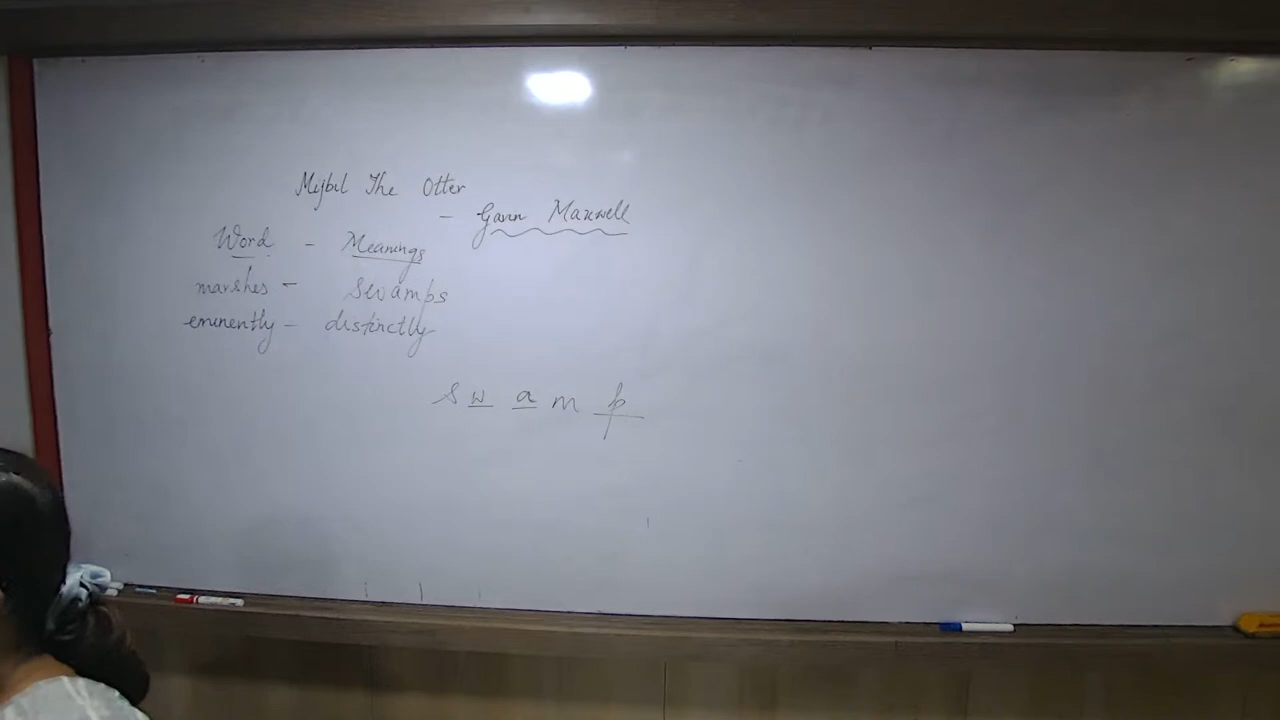 Mijbil The Otter
- Gavin Maxwell
Word - Meanings
marshes - swamps
eminently - distinctly
s w a m p